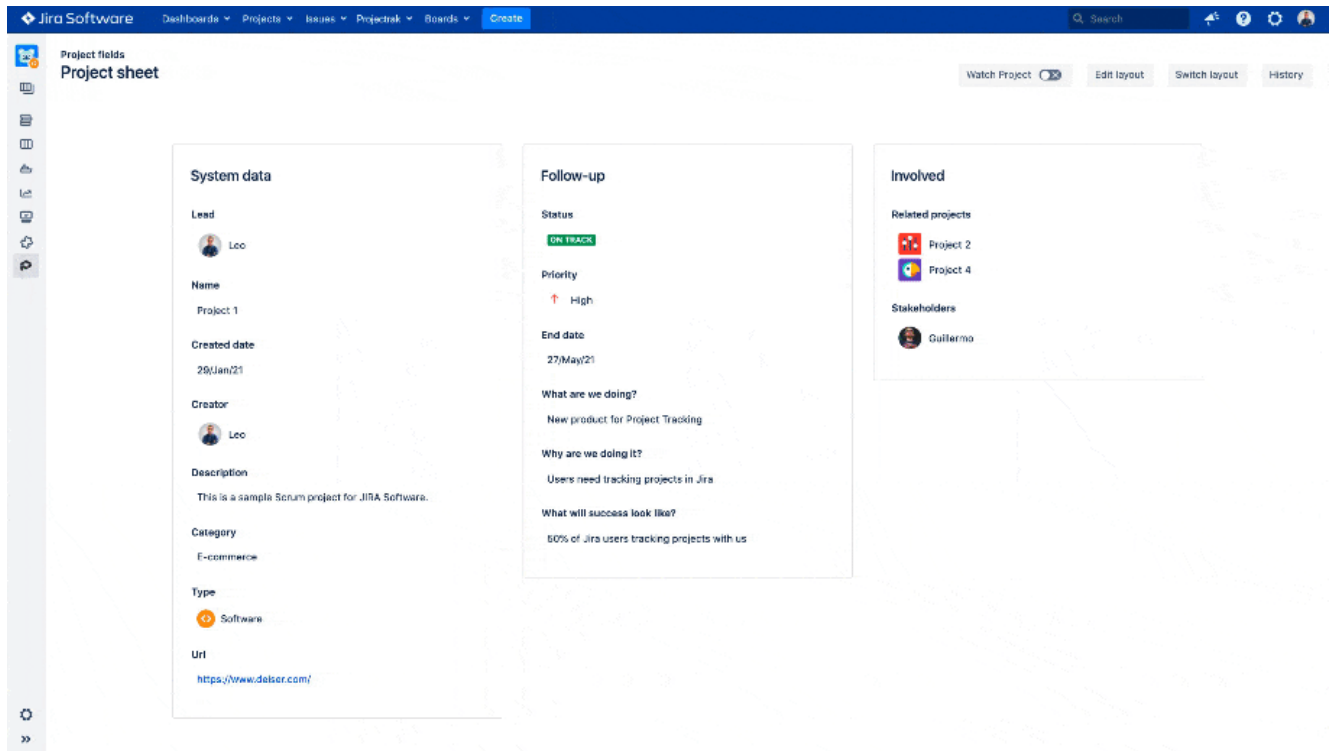 Jira Software Dashboards Projects Issues Projectrak Boards Create Search
Project fields
Project sheet
Watch Project Edit layout Switch layout History
System data
Lead
Leo
Name
Project 1
Created date
29/Jan/21
Creator
Leo
Description
This is a sample Scrum project for JIRA Software.
Category
E-commerce
Type
Software
Url
https://www.deiser.com/
Follow-up
Status
ON TRACK
Priority
High
End date
27/May/21
What are we doing?
New product for Project Tracking
Why are we doing it?
Users need tracking projects in Jira
What will success look like?
50% of Jira users tracking projects with us
Involved
Related projects
Project 2
Project 4
Stakeholders
Guillermo